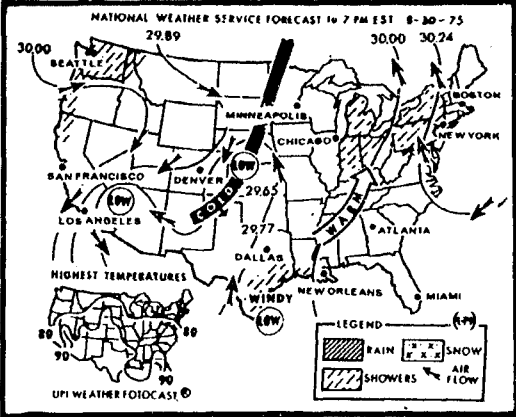 NATIONAL WEATHER SERVICE FORECAST to 7 PM EST 8-30-75
30.00
29.89
30.00
30.24
SEATTLE
BOSTON
MINNEAPOLIS
NEW YORK
CHICAGO
SAN FRANCISCO
DENVER
LOW
LOW
COLD
29.65
LOS ANGELES
WARM
29.77
ATLANTA
DALLAS
HIGHEST TEMPERATURES
NEW ORLEANS
MIAMI
WINDY
LOW
LEGEND
RAIN
SNOW
SHOWERS
AIR
FLOW
80
80
90
90
UPI WEATHER FOTOCAST ®